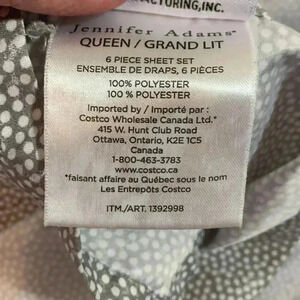 MANUFACTURING, INC.
Jennifer Adams®
QUEEN / GRAND LIT
6 PIECE SHEET SET
ENSEMBLE DE DRAPS, 6 PIÈCES
100% POLYESTER
100 % POLYESTER
Imported by / Importé par :
Costco Wholesale Canada Ltd.*
415 W. Hunt Club Road
Ottawa, Ontario, K2E 1C5
Canada
1-800-463-3783
www.costco.ca
*faisant affaire au Québec sous le nom
Les Entrepôts Costco
ITM./ART. 1392998